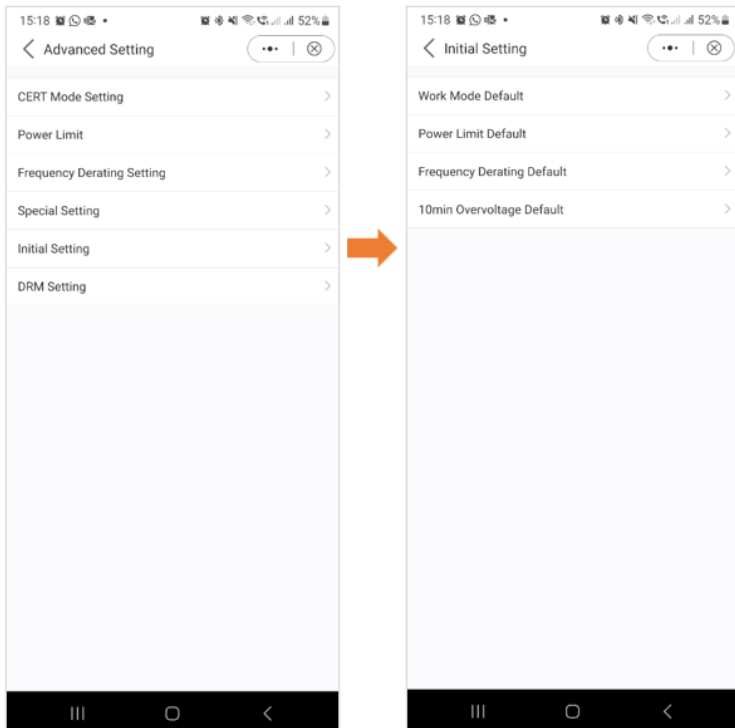 15:18
52%
Advanced Setting
CERT Mode Setting
Power Limit
Frequency Derating Setting
Special Setting
Initial Setting
DRM Setting
15:18
52%
Initial Setting
Work Mode Default
Power Limit Default
Frequency Derating Default
10min Overvoltage Default